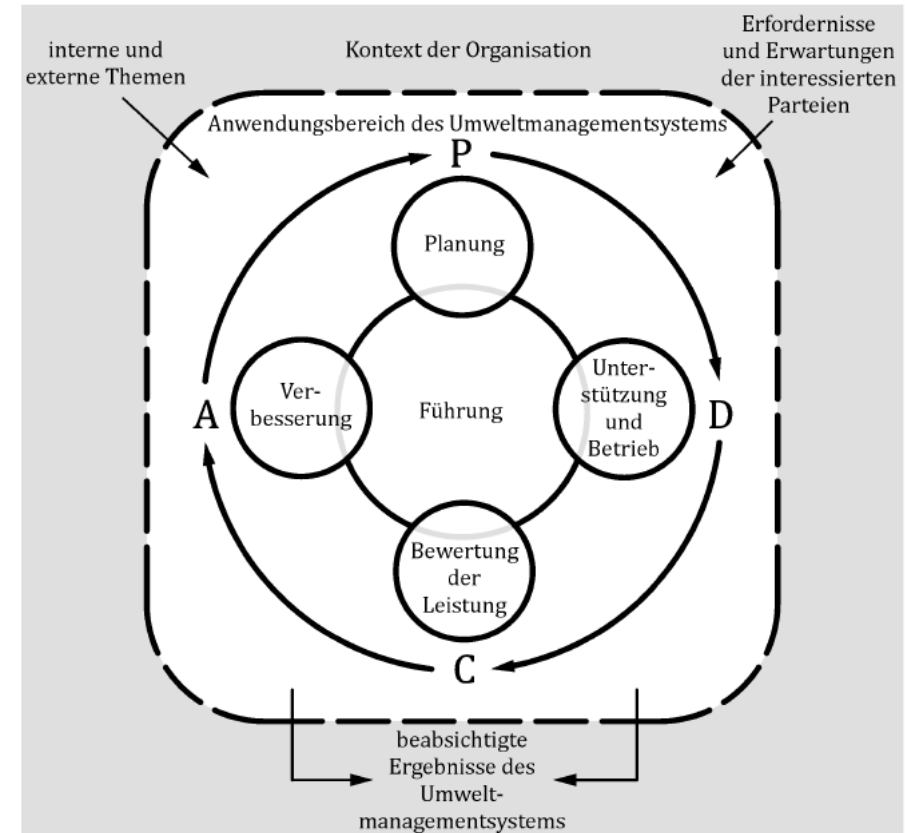 interne und
externe Themen
Kontext der Organisation
Erfordernisse
und Erwartungen
der interessierten
Parteien
Anwendungsbereich des Umweltmanagementsystems
P
Planung
Ver-
besserung
A
Führung
Unter-
stützung
und
Betrieb
D
Bewertung
der
Leistung
C
beabsichtigte
Ergebnisse des
Umwelt-
managementsystems